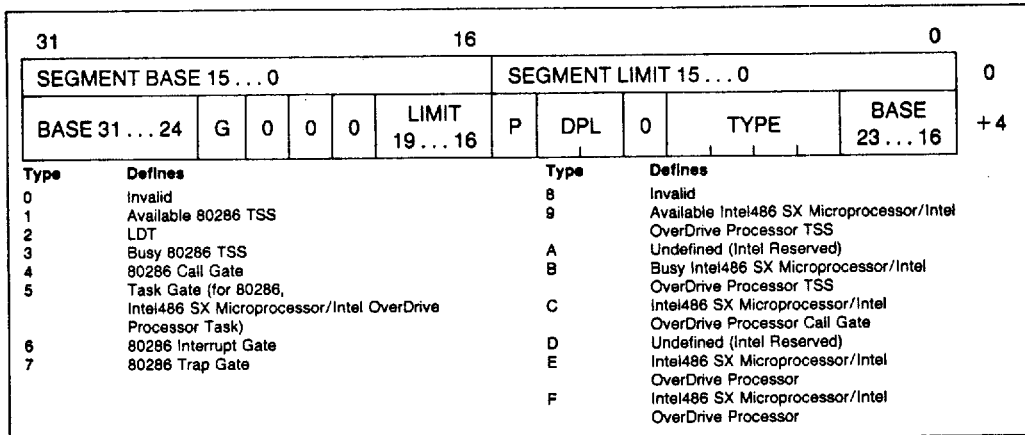 31 16 0
SEGMENT BASE 15...0 SEGMENT LIMIT 15...0 0
BASE 31...24 G 0 0 0 LIMIT 19...16 P DPL 0 TYPE BASE 23...16 +4
Type Defines
0 Invalid
1 Available 80286 TSS
2 LDT
3 Busy 80286 TSS
4 80286 Call Gate
5 Task Gate (for 80286,
Intel486 SX Microprocessor/Intel OverDrive
Processor Task)
6 80286 Interrupt Gate
7 80286 Trap Gate
Type Defines
8 Invalid
9 Available Intel486 SX Microprocessor/Intel
OverDrive Processor TSS
A Undefined (Intel Reserved)
B Busy Intel486 SX Microprocessor/Intel
OverDrive Processor TSS
C Intel486 SX Microprocessor/Intel
OverDrive Processor Call Gate
D Undefined (Intel Reserved)
E Intel486 SX Microprocessor/Intel
OverDrive Processor
F Intel486 SX Microprocessor/Intel
OverDrive Processor